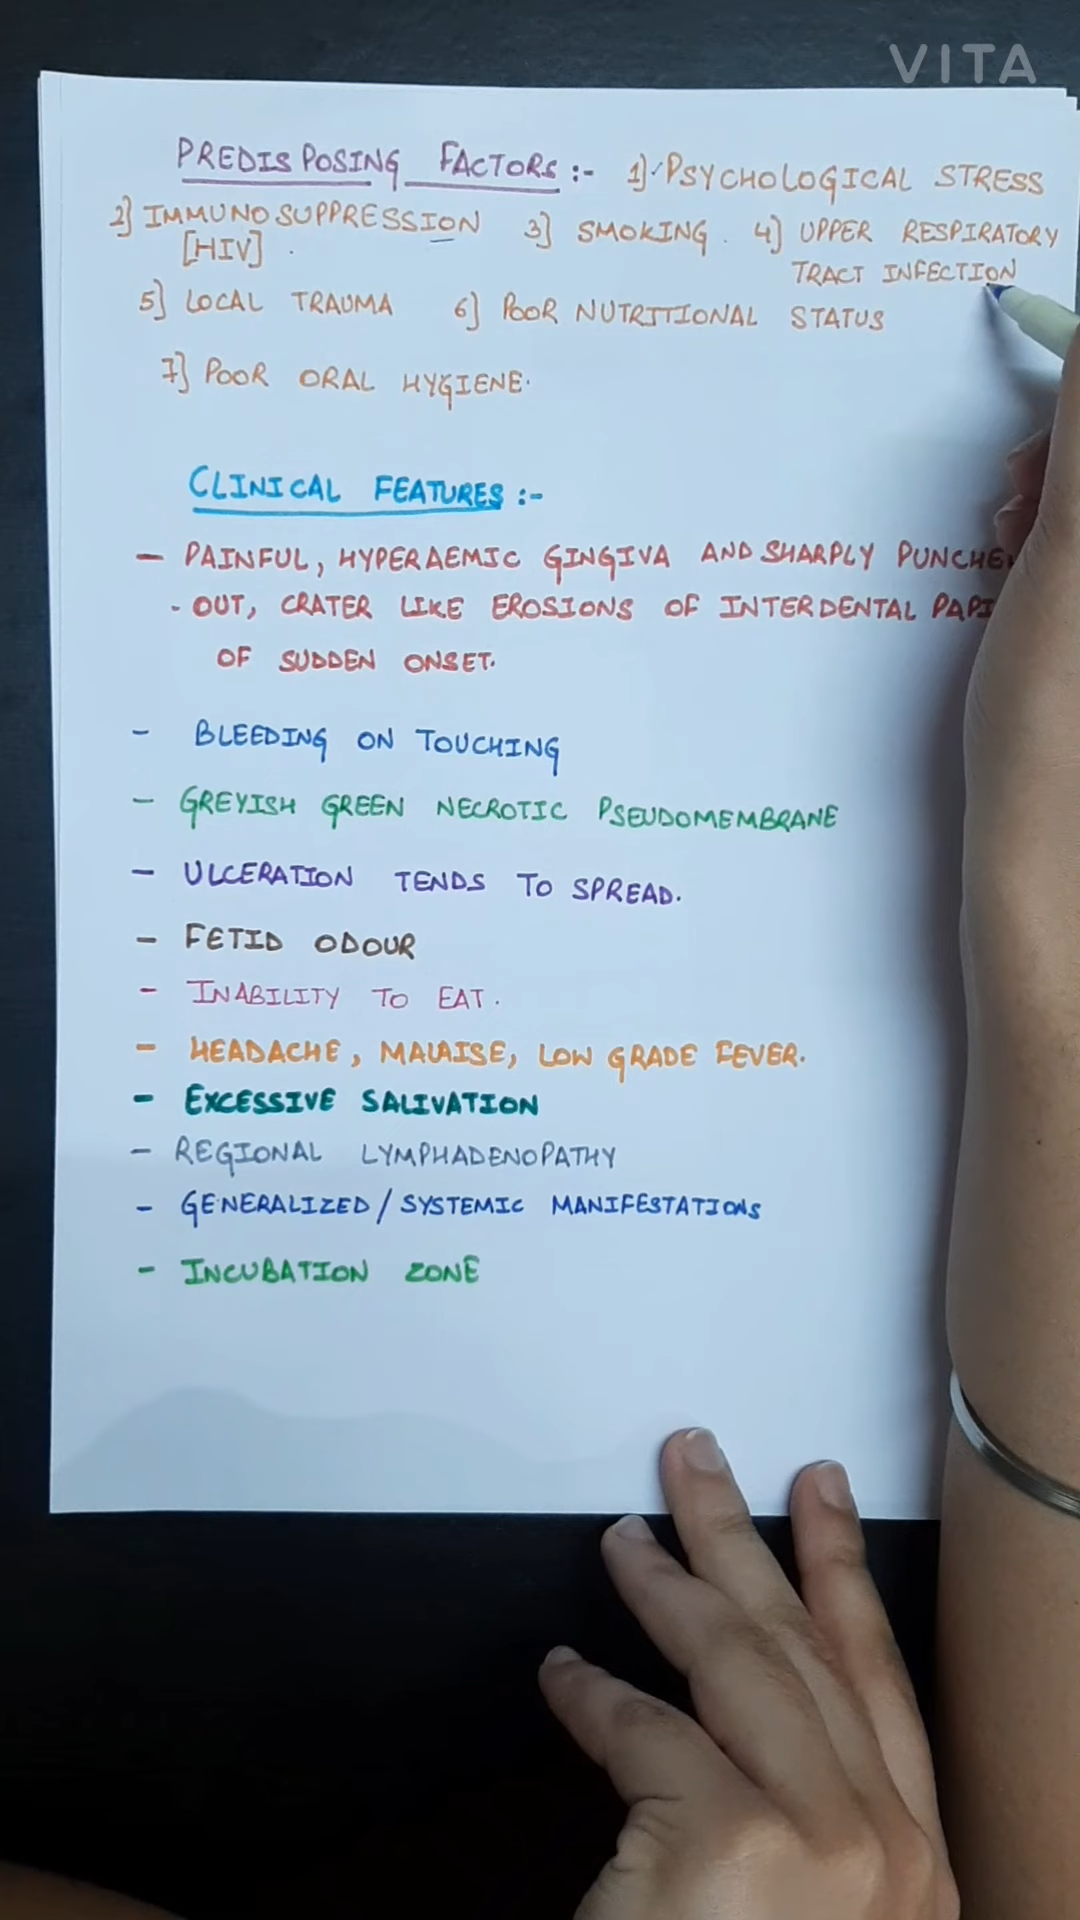 VITA
PREDISPOSING FACTORS :- 1] PSYCHOLOGICAL STRESS
2] IMMUNOSUPPRESSION 3] SMOKING. 4] UPPER RESPIRATORY
[HIV]. TRACT INFECTION
5] LOCAL TRAUMA 6] POOR NUTRITIONAL STATUS
7] POOR ORAL HYGIENE.
CLINICAL FEATURES :-
- PAINFUL, HYPERAEMIC GINGIVA AND SHARPLY
- OUT, CRATER LIKE EROSIONS OF INTERDENTAL
OF SUDDEN ONSET.
- BLEEDING ON TOUCHING
- GREYISH GREEN NECROTIC PSEUDOMEMBRANE
- ULCERATION TENDS TO SPREAD.
- FETID ODOUR
- INABILITY TO EAT.
- HEADACHE, MALAISE, LOW GRADE FEVER.
- EXCESSIVE SALIVATION
- REGIONAL LYMPHADENOPATHY
- GENERALIZED / SYSTEMIC MANIFESTATIONS
- INCUBATION ZONE